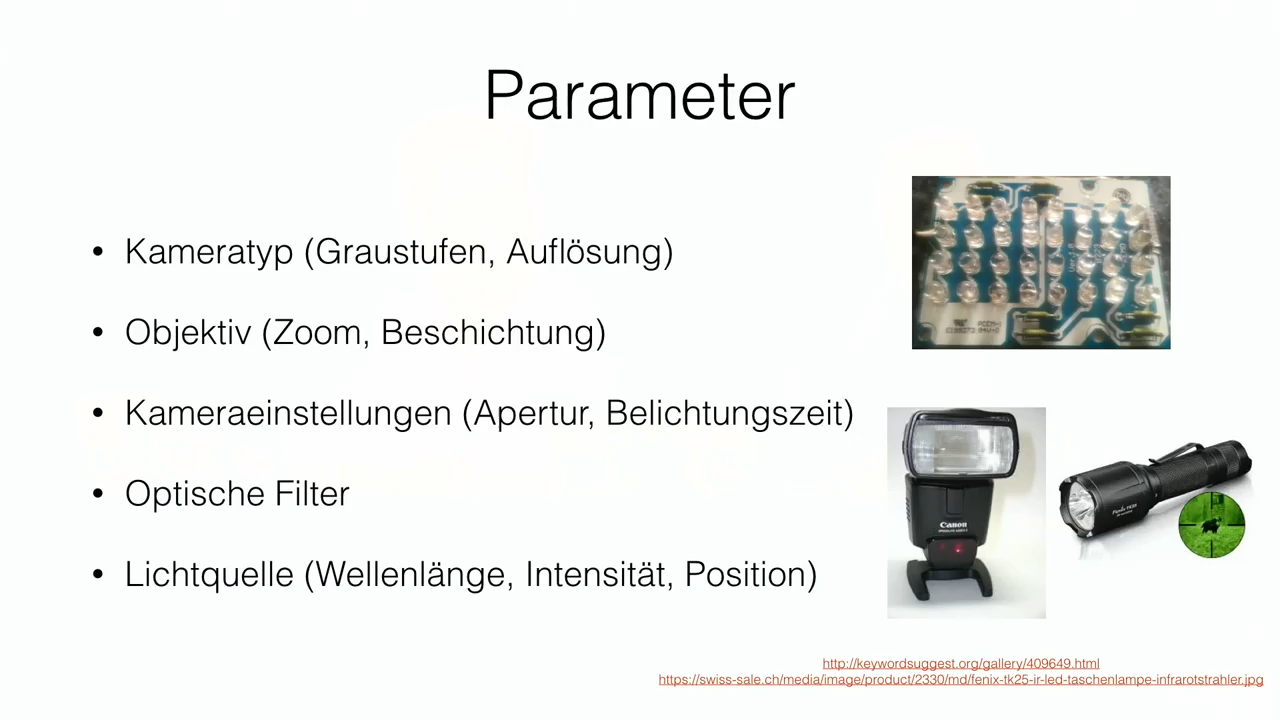 Parameter
• Kameratyp (Graustufen, Auflösung)
• Objektiv (Zoom, Beschichtung)
• Kameraeinstellungen (Apertur, Belichtungszeit)
• Optische Filter
• Lichtquelle (Wellenlänge, Intensität, Position)
Canon
http://keywordsuggest.org/gallery/409649.html
https://swiss-sale.ch/media/image/product/2330/md/fenix-tk25-ir-led-taschenlampe-infrarotstrahler.jpg